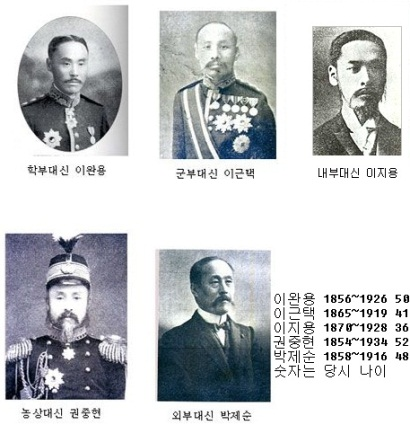 학부대신 이완용
군부대신 이근택
내부대신 이지용
농상대신 권중현
외부대신 박제순
이완용 1856~1926 50
이근택 1865~1919 41
이지용 1870~1928 36
권중현 1854~1934 52
박제순 1858~1916 48
숫자는 당시 나이